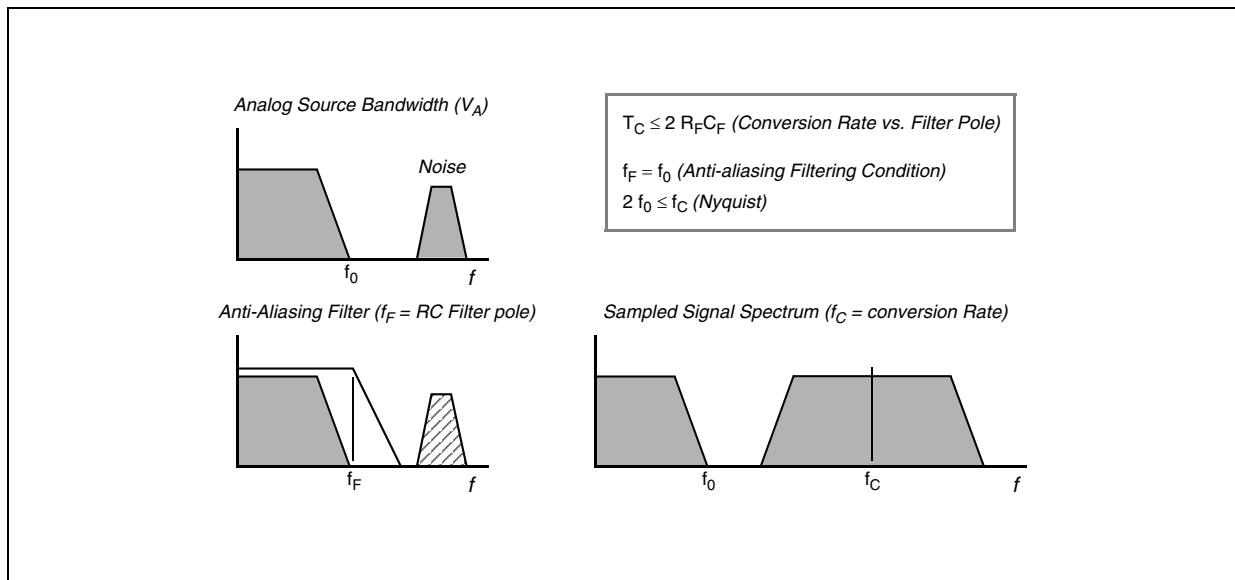 Analog Source Bandwidth (V_A)
Noise
f_0
f
T_C ≤ 2 R_FC_F (Conversion Rate vs. Filter Pole)
f_F = f_0 (Anti-aliasing Filtering Condition)
2 f_0 ≤ f_C (Nyquist)
Anti-Aliasing Filter (f_F = RC Filter pole)
f_F
f
Sampled Signal Spectrum (f_C = conversion Rate)
f_0
f_C
f